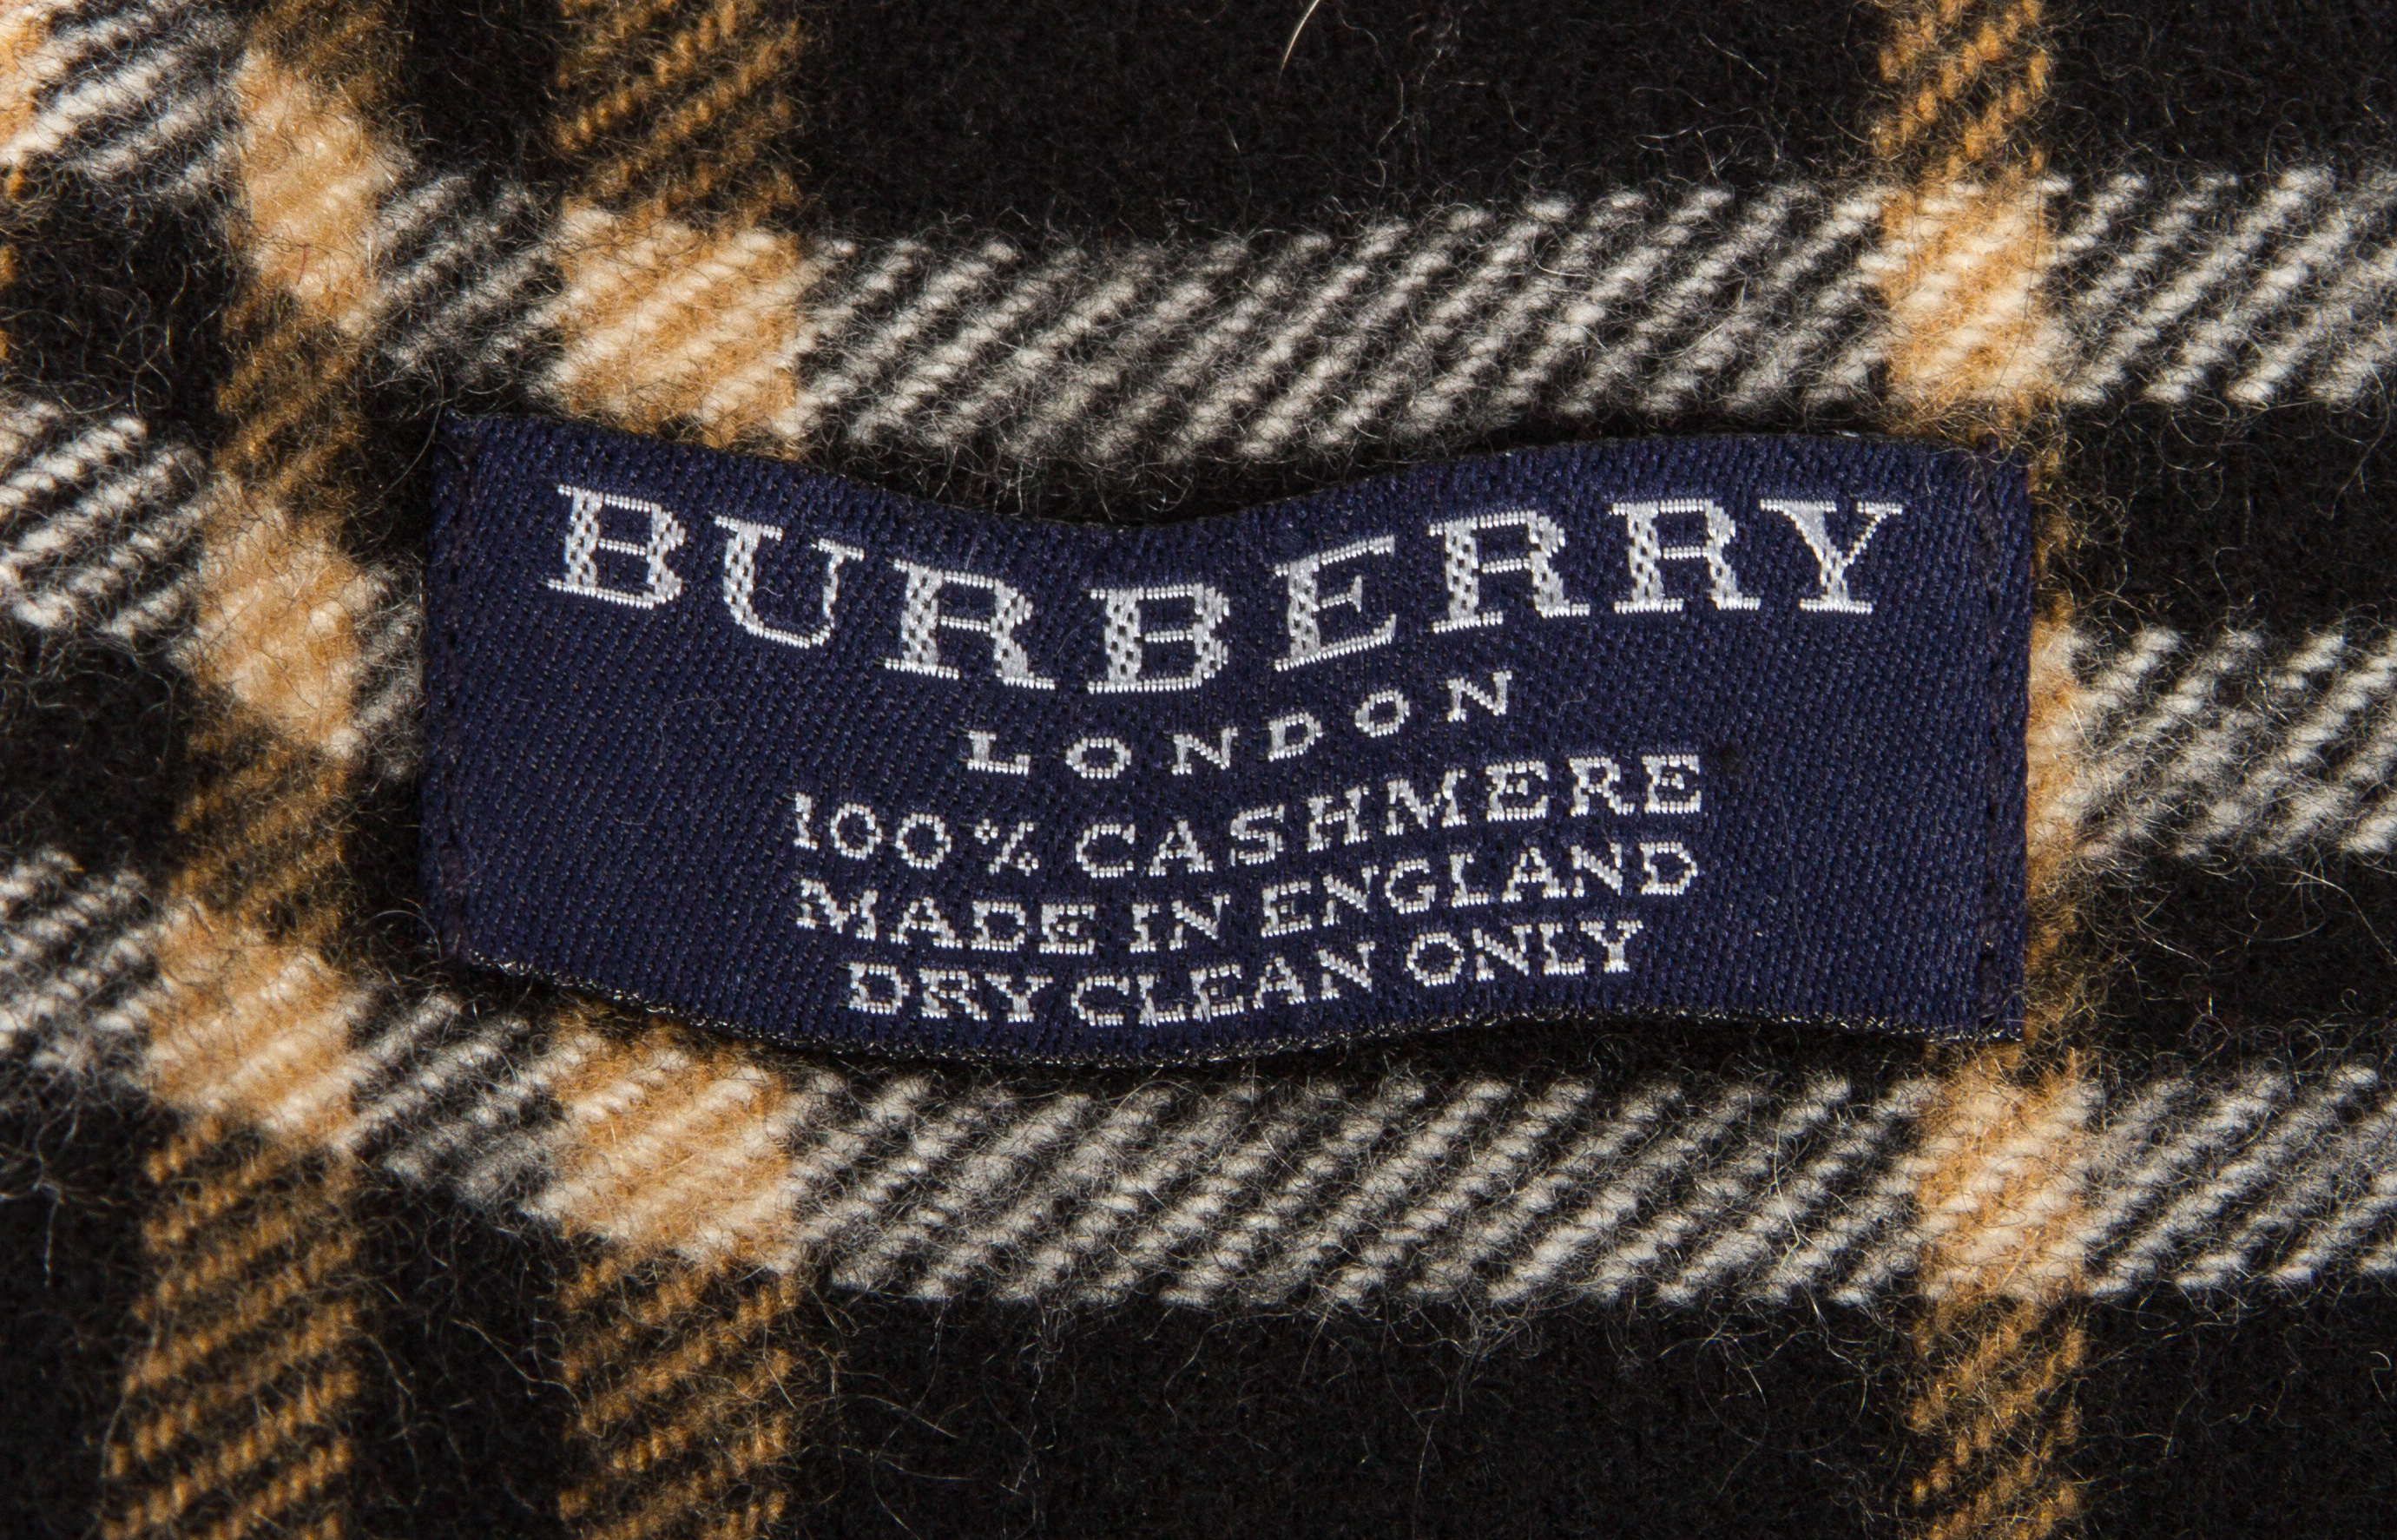 BURBERRY
LONDON
100% CASHMERE
MADE IN ENGLAND
DRY CLEAN ONLY